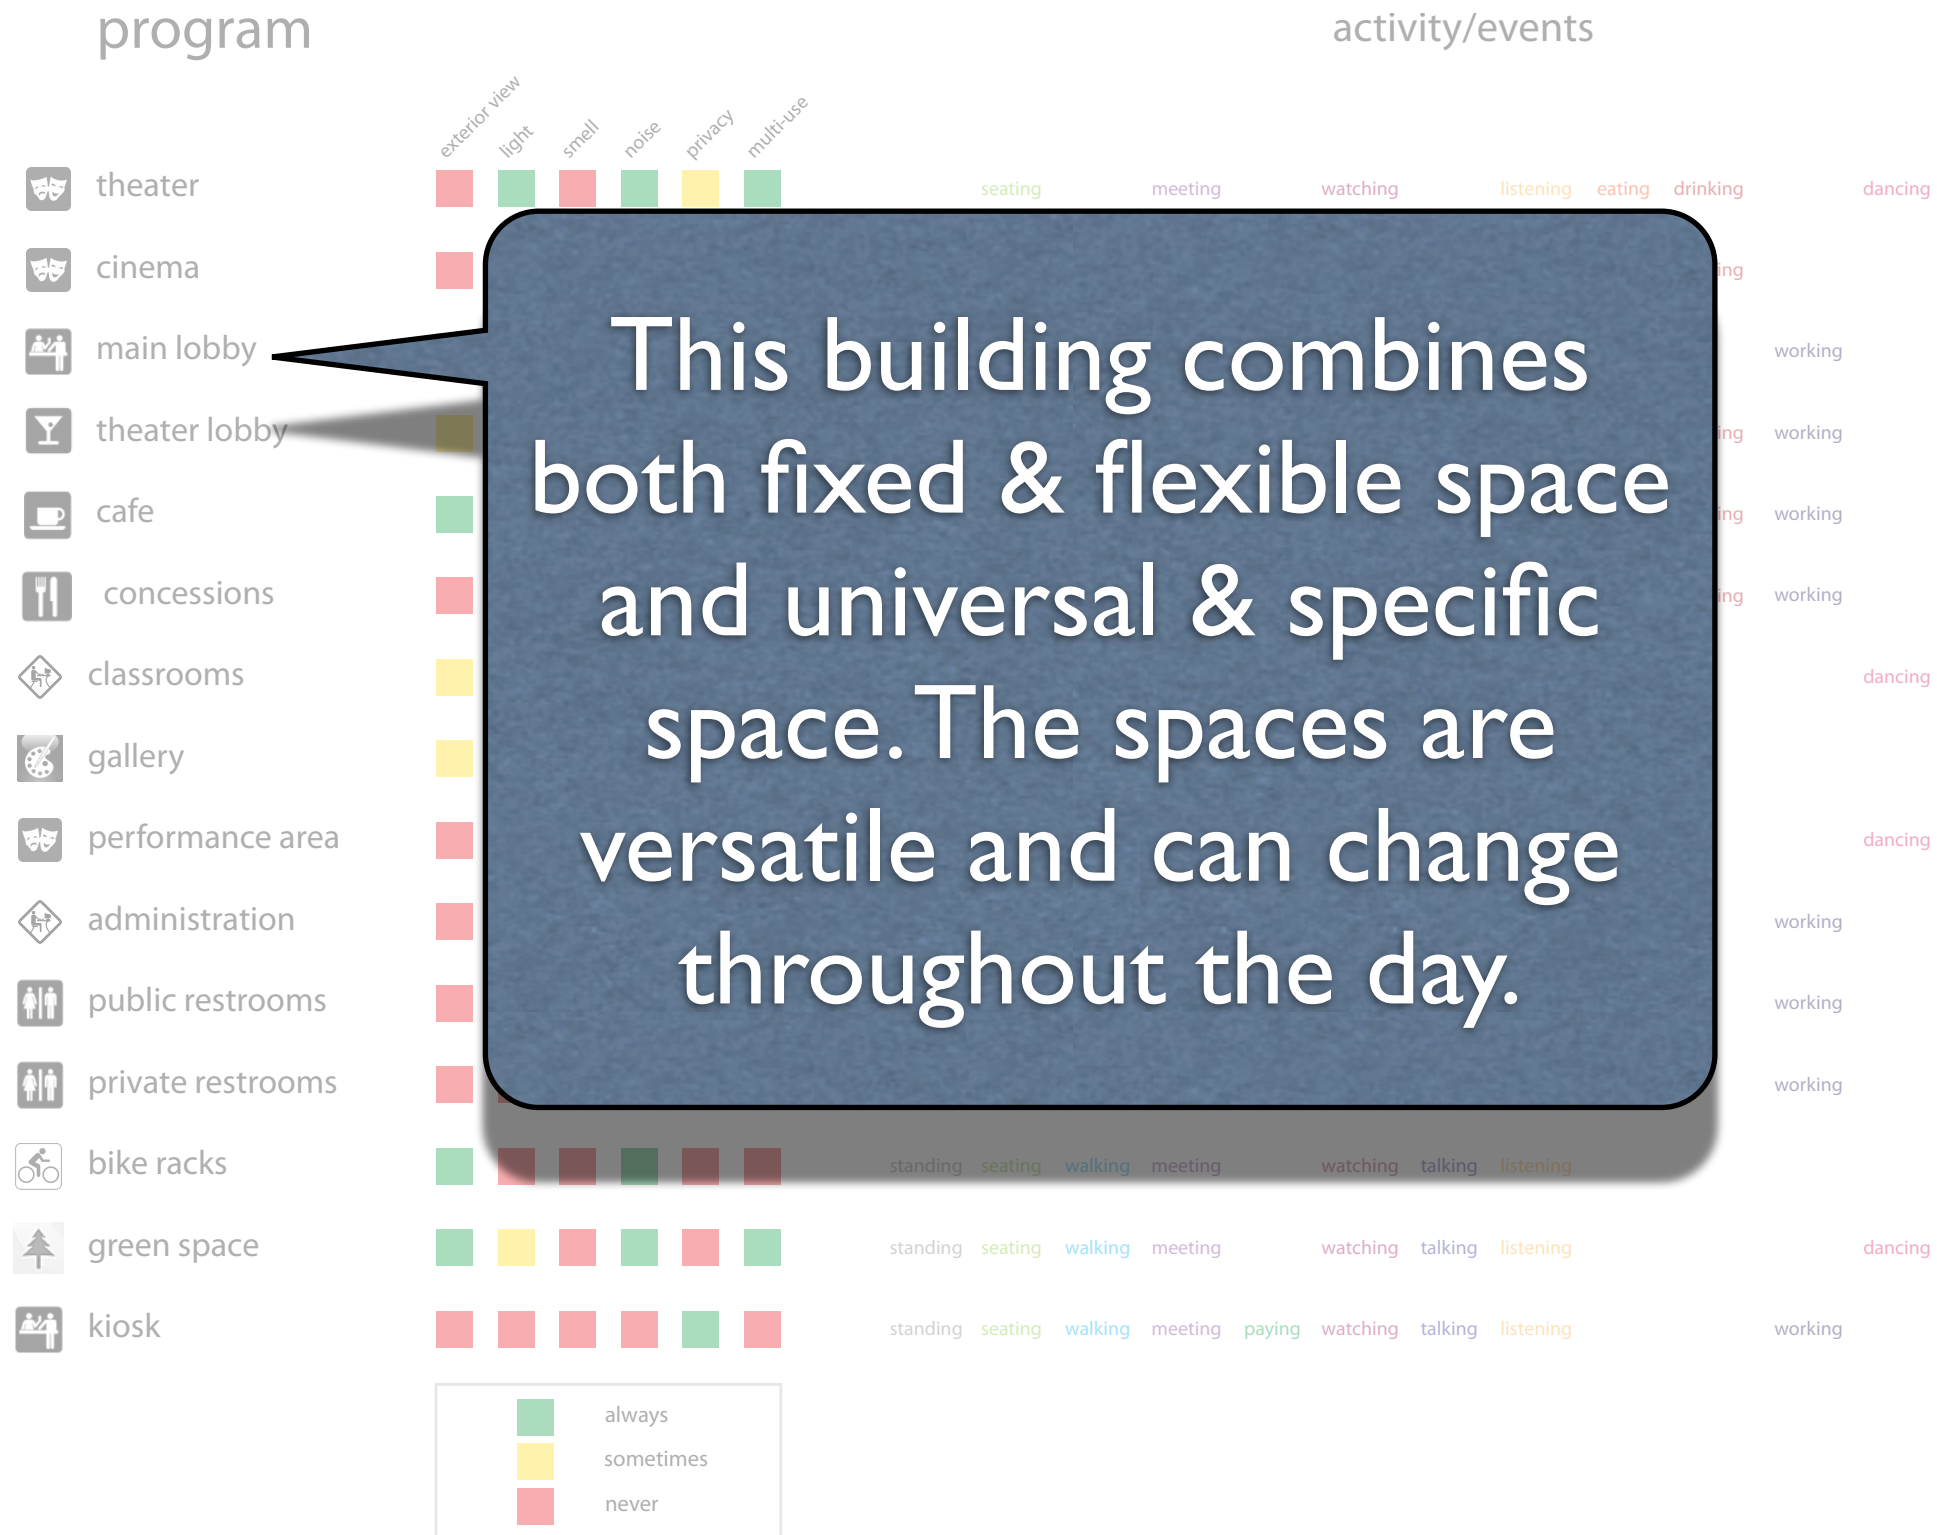 program
activity/events
exterior view light smell noise privacy multi-use
theater seating meeting watching listening eating drinking dancing
cinema
main lobby working
theater lobby working
cafe working
concessions working
classrooms dancing
gallery
performance area dancing
administration working
public restrooms working
private restrooms working
This building combines
both fixed & flexible space
and universal & specific
space. The spaces are
versatile and can change
throughout the day.
bike racks standing seating walking meeting watching talking listening
green space standing seating walking meeting watching talking listening dancing
kiosk standing seating walking meeting paying watching talking listening working
always
sometimes
never